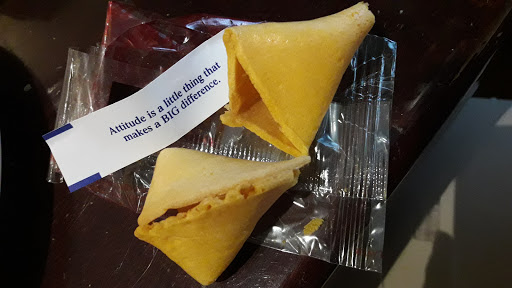 Attitude is a little thing that
makes a BIG difference.